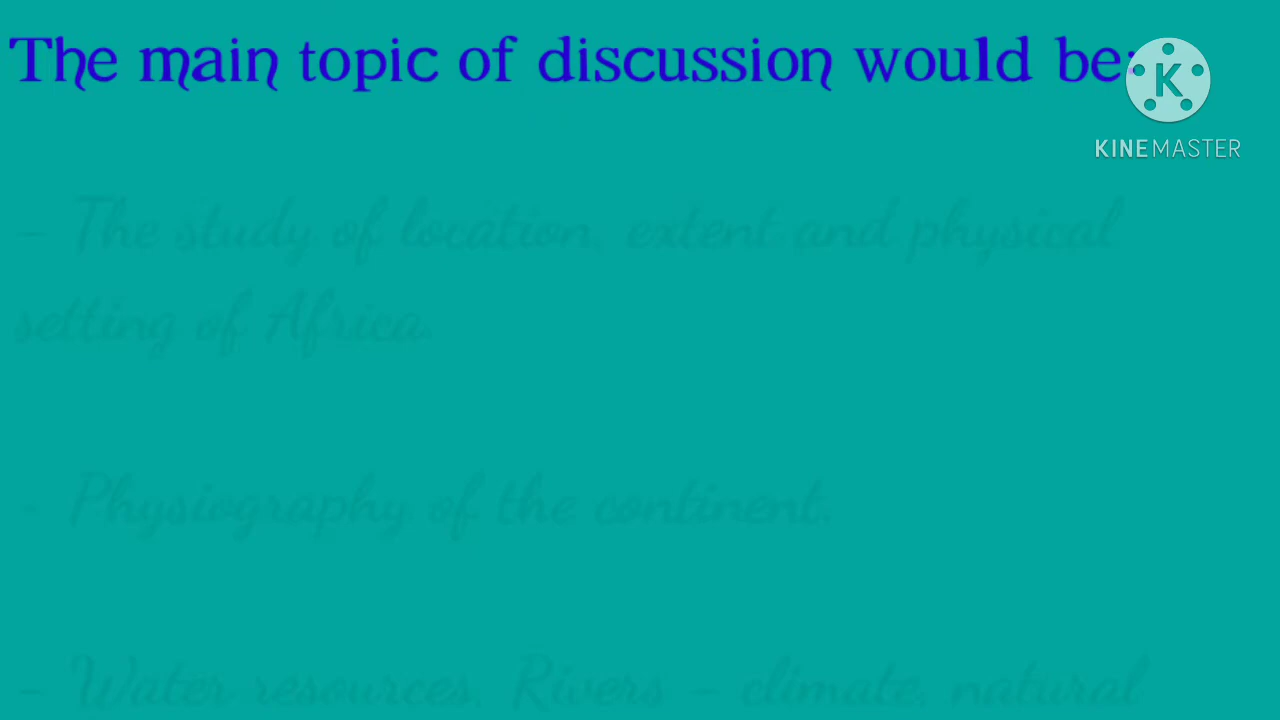 The main topic of discussion would be:
K
KINEMASTER
- The study of location, extent and physical
setting of Africa.
- Physiography of the continent.
- Water resources, Rivers - climate, natural